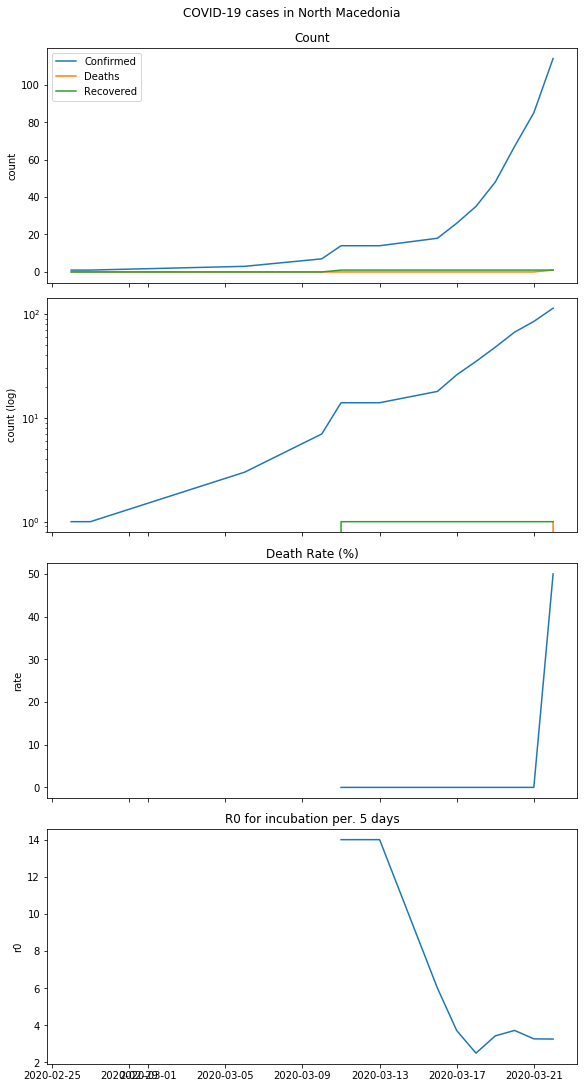 COVID-19 cases in North Macedonia
Count
Confirmed
Deaths
Recovered
100
80
60
40
20
0
count
10²
10¹
10⁰
count (log)
Death Rate (%)
50
40
30
20
10
0
rate
R0 for incubation per. 5 days
14
12
10
8
6
4
2
r0
2020-02-25 2020-02-29 2020-03-01 2020-03-05 2020-03-09 2020-03-13 2020-03-17 2020-03-21